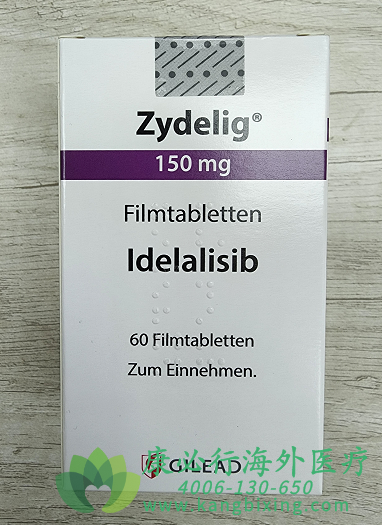 Zydelig®
150 mg
Filmtabletten
Idelalisib
60 Filmtabletten
Zum Einnehmen.
GILEAD
康必行海外医疗
4006-130-650
www.kangbixing.com